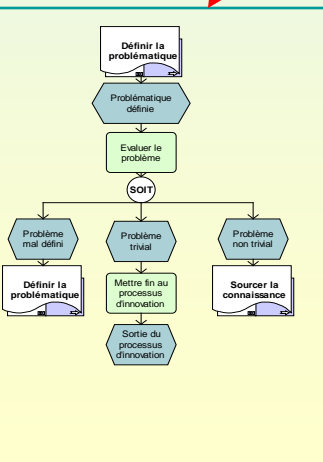 Définir la
problématique
Problématique
définie
Evaluer le
problème
SOIT
Problème
mal défini
Problème
trivial
Problème
non trivial
Définir la
problématique
Mettre fin au
processus
d'innovation
Sourcer la
connaissance
Sortie du
processus
d'innovation